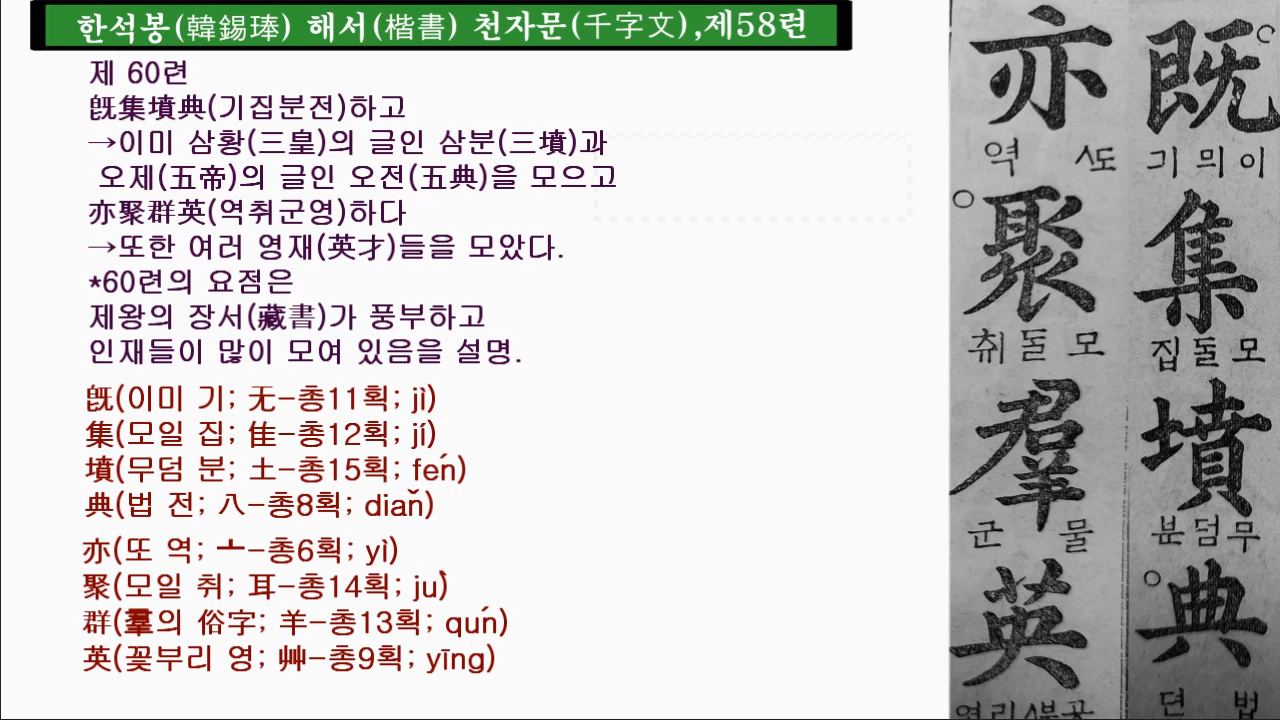 한석봉(韓錫琫) 해서(楷書) 천자문(千字文),제58련
제 60련
旣集墳典(기집분전)하고
→이미 삼황(三皇)의 글인 삼분(三墳)과
오제(五帝)의 글인 오전(五典)을 모으고
亦聚群英(역취군영)하다
→또한 여러 영재(英才)들을 모았다.
*60련의 요점은
제왕의 장서(藏書)가 풍부하고
인재들이 많이 모여 있음을 설명.
旣(이미 기; 无-총11획; jì)
集(모일 집; 隹-총12획; jí)
墳(무덤 분; 土-총15획; feń)
典(법 전; 八-총8획; diaň)
亦(또 역; 亠-총6획; yì)
聚(모일 취; 耳-총14획; jù)
群(羣의 俗字; 羊-총13획; quń)
英(꽃부리 영; 艸-총9획; yīng)
既
이믜 기
集
모돌 집
墳
무덤 분
典
법 뎐
亦
ᄯᅩ 역
聚
모돌 취
羣
물 군
英